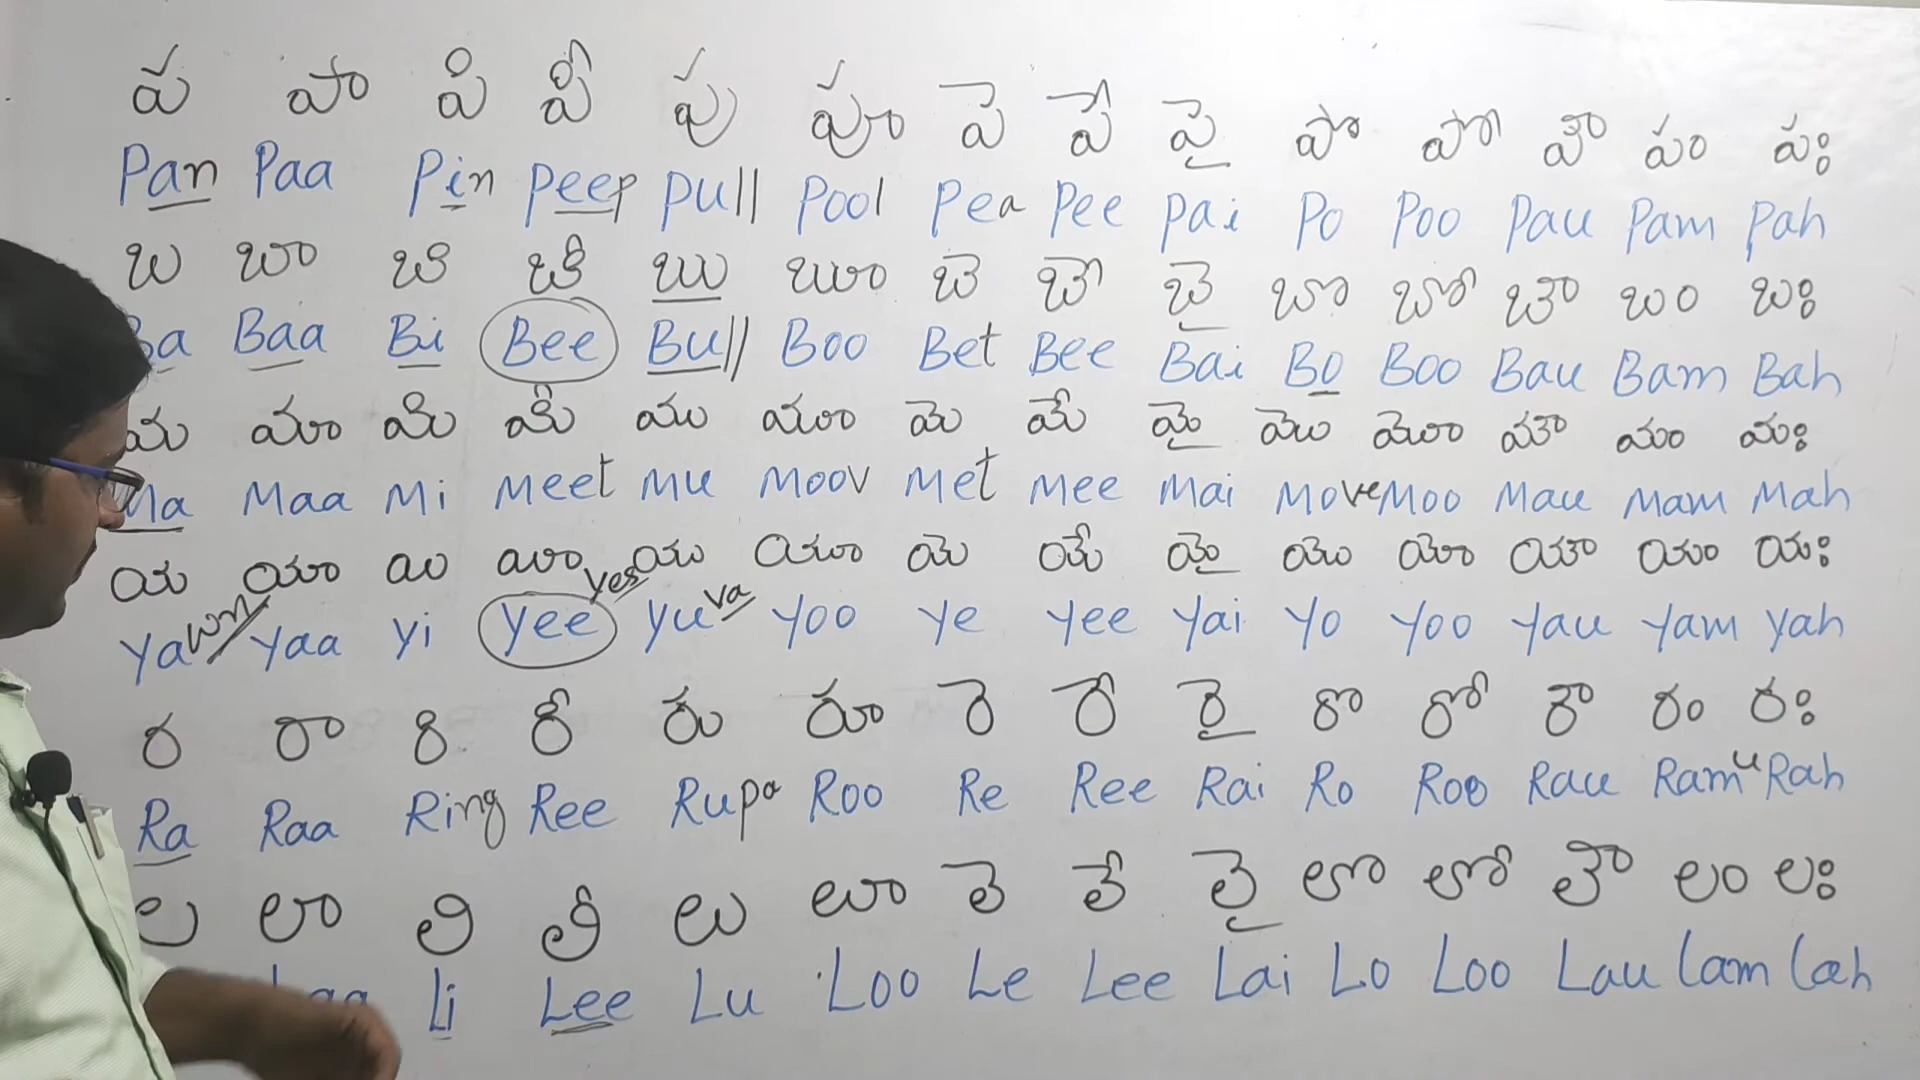 ప పా పి పీ పు పూ పె పే పై పొ పో పౌ పం పః
Pan Paa Pin Peep Pull Pool Pea Pee Pai Po Poo Pau Pam Pah
బ బా బి బీ బు బూ బె బే బై బొ బో బౌ బం బః
Ba Baa Bi Bee Bull Boo Bet Bee Bai Bo Boo Bau Bam Bah
మ మా మి మీ ము మూ మె మే మై మొ మో మౌ మం మః
Ma Maa Mi Meet Mu Moov Met Mee Mai Move Moo Mau Mam Mah
య యా యి యీ యు యూ యె యే యై యొ యో యౌ యం యః
Yawn Yaa Yi Yee Yes Yuva Yoo Ye Yee Yai Yo Yoo Yau Yam Yah
ర రా రి రీ రు రూ రె రే రై రొ రో రౌ రం రః
Ra Raa Ring Ree Rupa Roo Re Ree Rai Ro Roo Rau Ramu Rah
ల లా లి లీ లు లూ లె లే లై లొ లో లౌ లం లః
Li Lee Lu Loo Le Lee Lai Lo Loo Lau Lam Lah